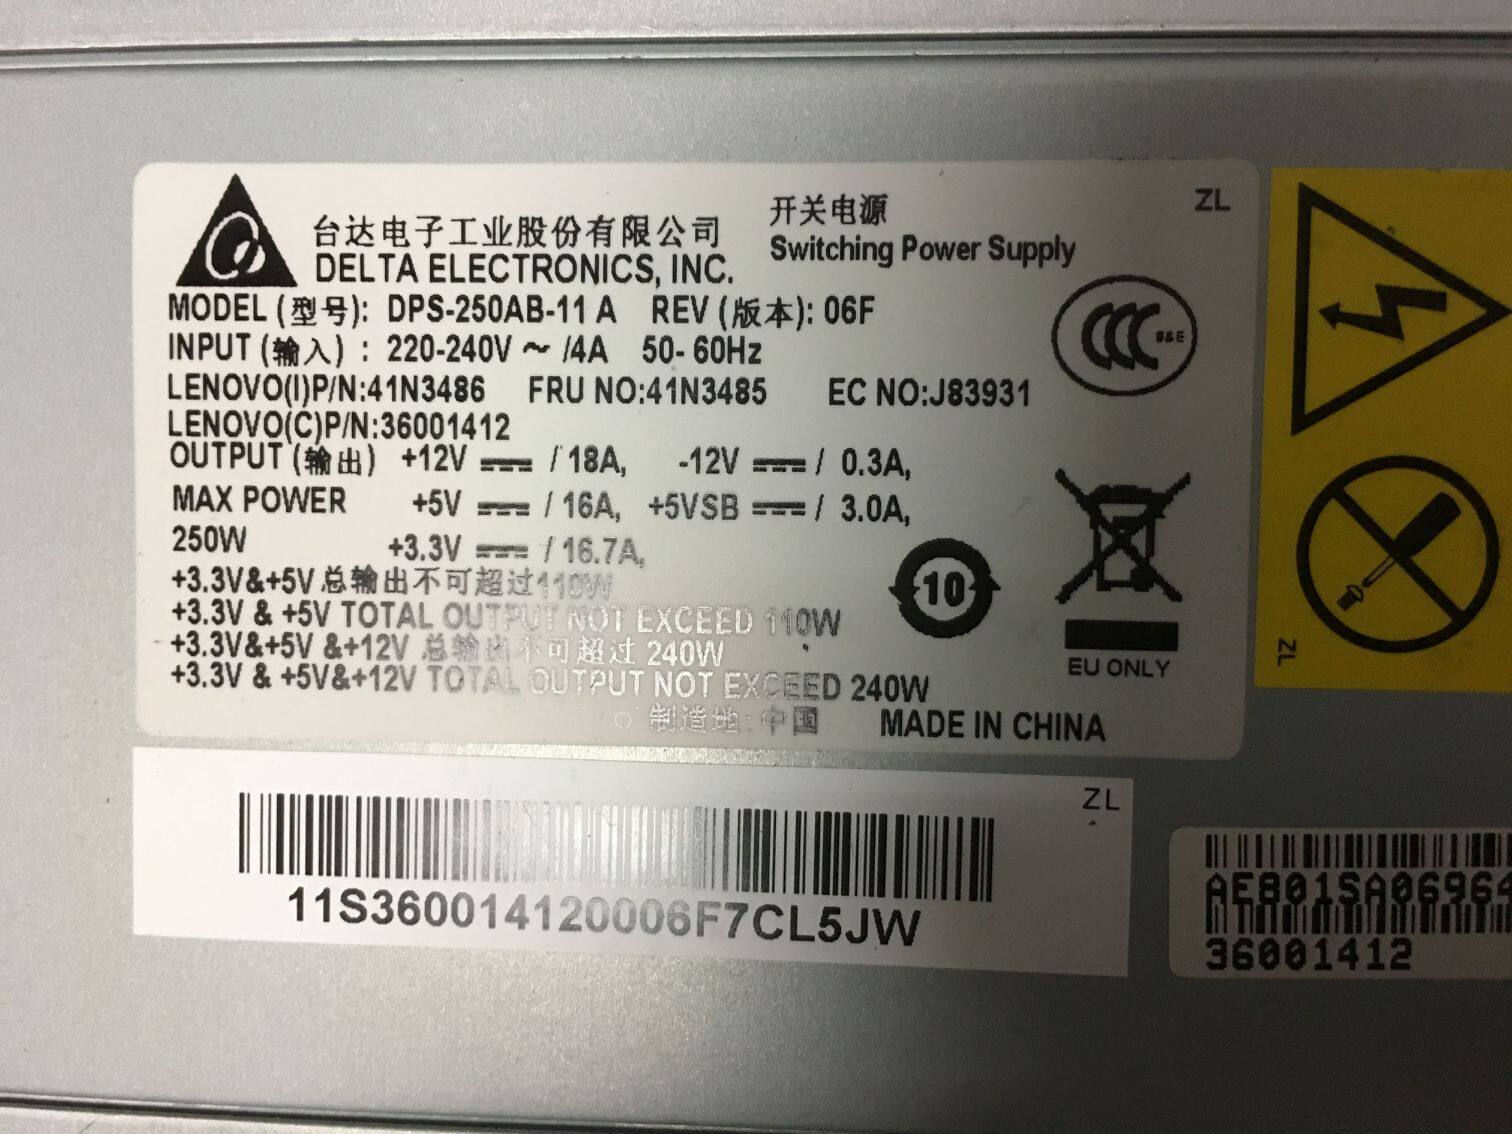 台达电子工业股份有限公司
DELTA ELECTRONICS, INC.
开关电源
Switching Power Supply
ZL
MODEL (型号): DPS-250AB-11 A REV (版本): 06F
INPUT (输入) : 220-240V ~ /4A 50- 60Hz
LENOVO(I)P/N:41N3486 FRU NO:41N3485 EC NO:J83931
LENOVO(C)P/N:36001412
OUTPUT (输出) +12V ⎓ / 18A, -12V ⎓ / 0.3A,
MAX POWER +5V ⎓ / 16A, +5VSB ⎓ / 3.0A,
250W +3.3V ⎓ / 16.7A,
+3.3V&+5V 总输出不可超过110W
+3.3V & +5V TOTAL OUTPUT NOT EXCEED 110W
+3.3V&+5V &+12V 总输出不可超过 240W
+3.3V & +5V&+12V TOTAL OUTPUT NOT EXCEED 240W
制造地:中国 MADE IN CHINA
CCC S&E
10
EU ONLY
ZL
ZL
11S360014120006F7CL5JW
AE801SA06964
36001412